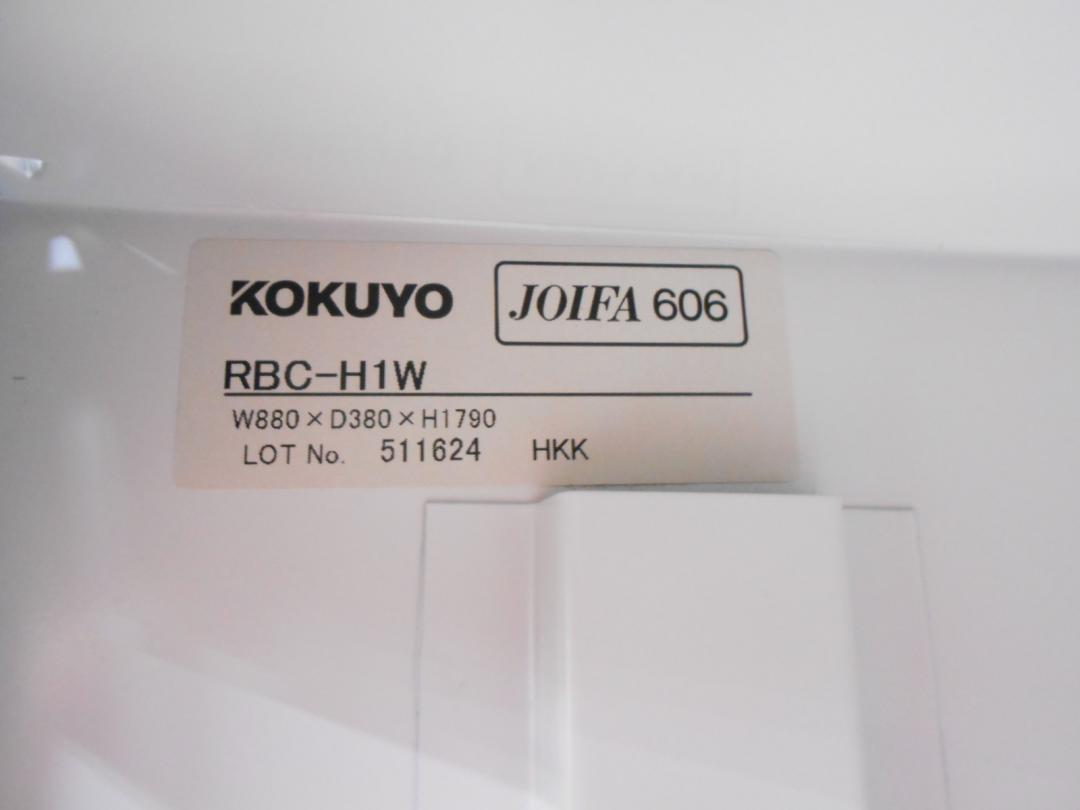 KOKUYO JOIFA 606
RBC-H1W
W880×D380×H1790
LOT No. 511624 HKK